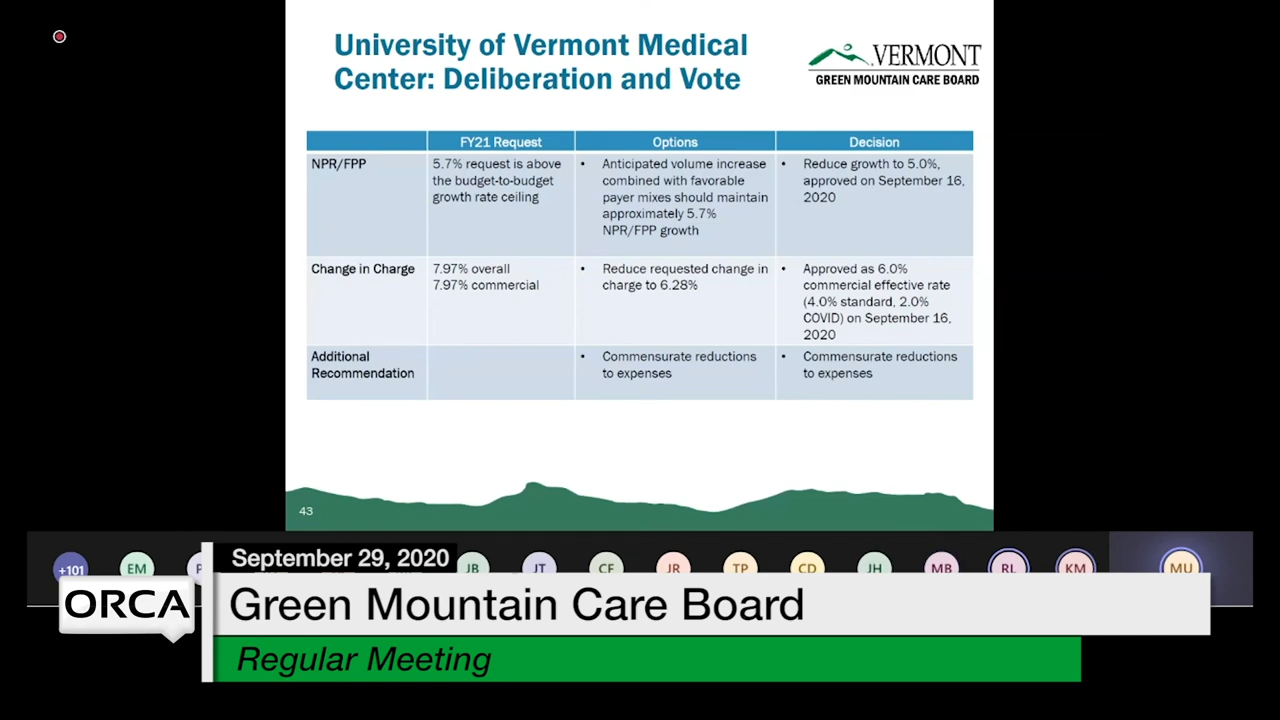 University of Vermont Medical
Center: Deliberation and Vote
VERMONT
GREEN MOUNTAIN CARE BOARD
FY21 Request
Options
Decision
NPR/FPP
5.7% request is above
the budget-to-budget
growth rate ceiling
• Anticipated volume increase
combined with favorable
payer mixes should maintain
approximately 5.7%
NPR/FPP growth
• Reduce growth to 5.0%,
approved on September 16,
2020
Change in Charge
7.97% overall
7.97% commercial
• Reduce requested change in
charge to 6.28%
• Approved as 6.0%
commercial effective rate
(4.0% standard, 2.0%
COVID) on September 16,
2020
Additional
Recommendation
• Commensurate reductions
to expenses
• Commensurate reductions
to expenses
43
+101
EM
JB
JT
CF
JR
TP
CD
JH
MB
RL
KM
MU
September 29, 2020
ORCA
Green Mountain Care Board
Regular Meeting